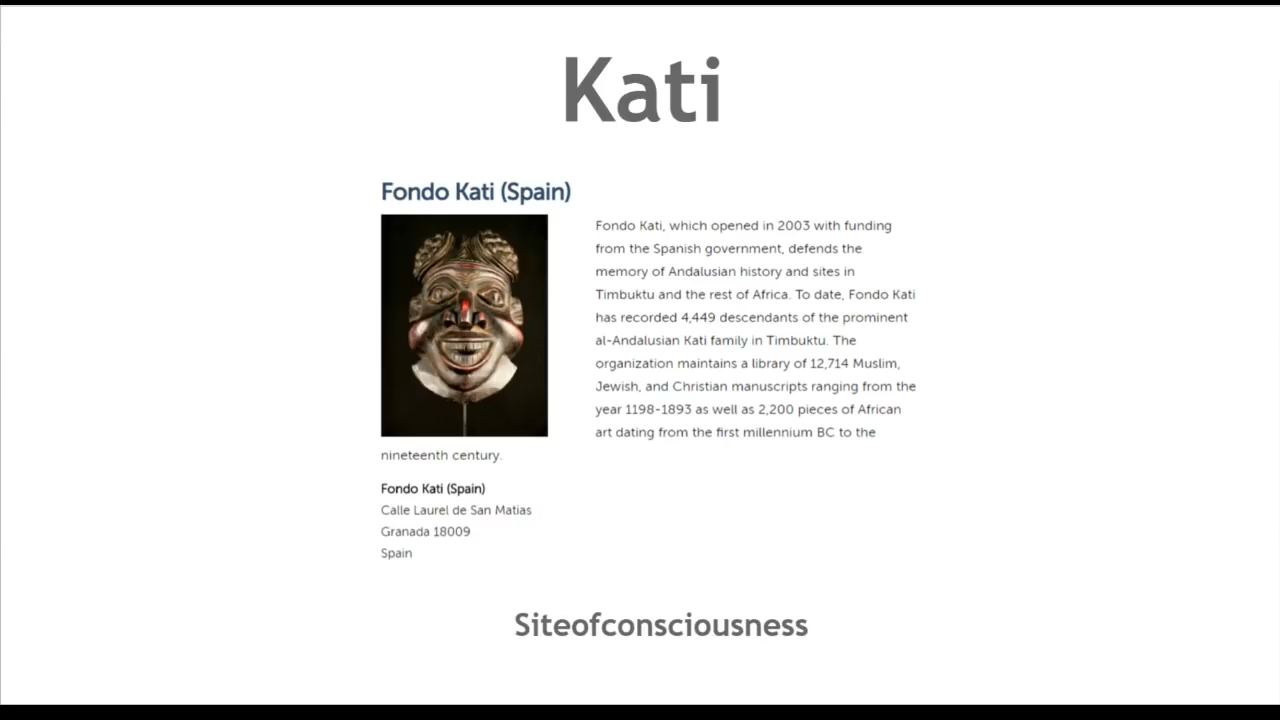 Kati
Fondo Kati (Spain)
Fondo Kati, which opened in 2003 with funding
from the Spanish government, defends the
memory of Andalusian history and sites in
Timbuktu and the rest of Africa. To date, Fondo Kati
has recorded 4,449 descendants of the prominent
al-Andalusian Kati family in Timbuktu. The
organization maintains a library of 12,714 Muslim,
Jewish, and Christian manuscripts ranging from the
year 1198-1893 as well as 2,200 pieces of African
art dating from the first millennium BC to the
nineteenth century.
Fondo Kati (Spain)
Calle Laurel de San Matias
Granada 18009
Spain
Siteofconsciousness